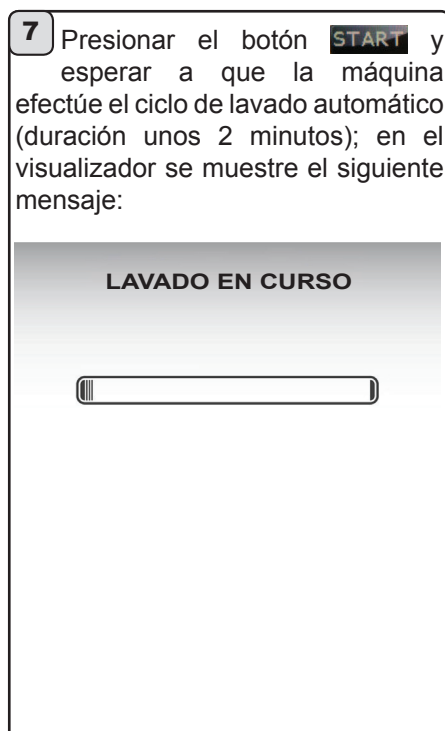 7 Presionar el botón START y
esperar a que la máquina
efectúe el ciclo de lavado automático
(duración unos 2 minutos); en el
visualizador se muestre el siguiente
mensaje:
LAVADO EN CURSO